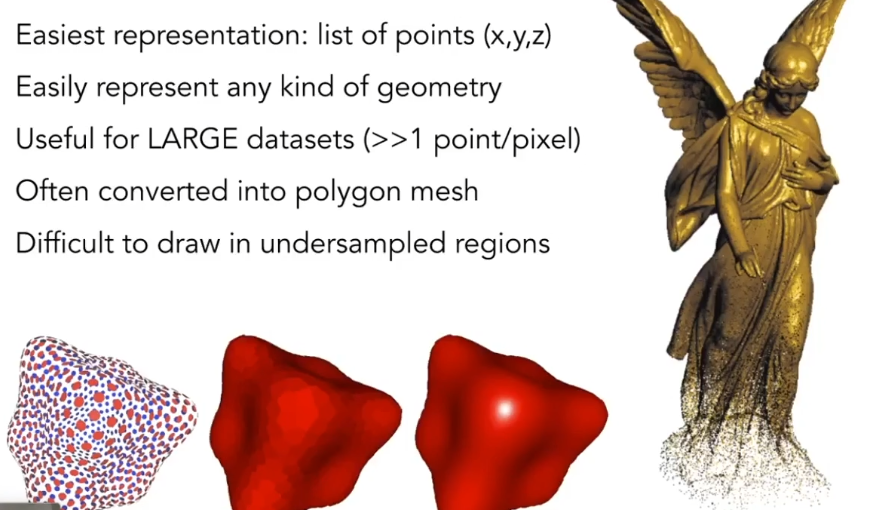 Easiest representation: list of points (x,y,z)
Easily represent any kind of geometry
Useful for LARGE datasets (>>1 point/pixel)
Often converted into polygon mesh
Difficult to draw in undersampled regions